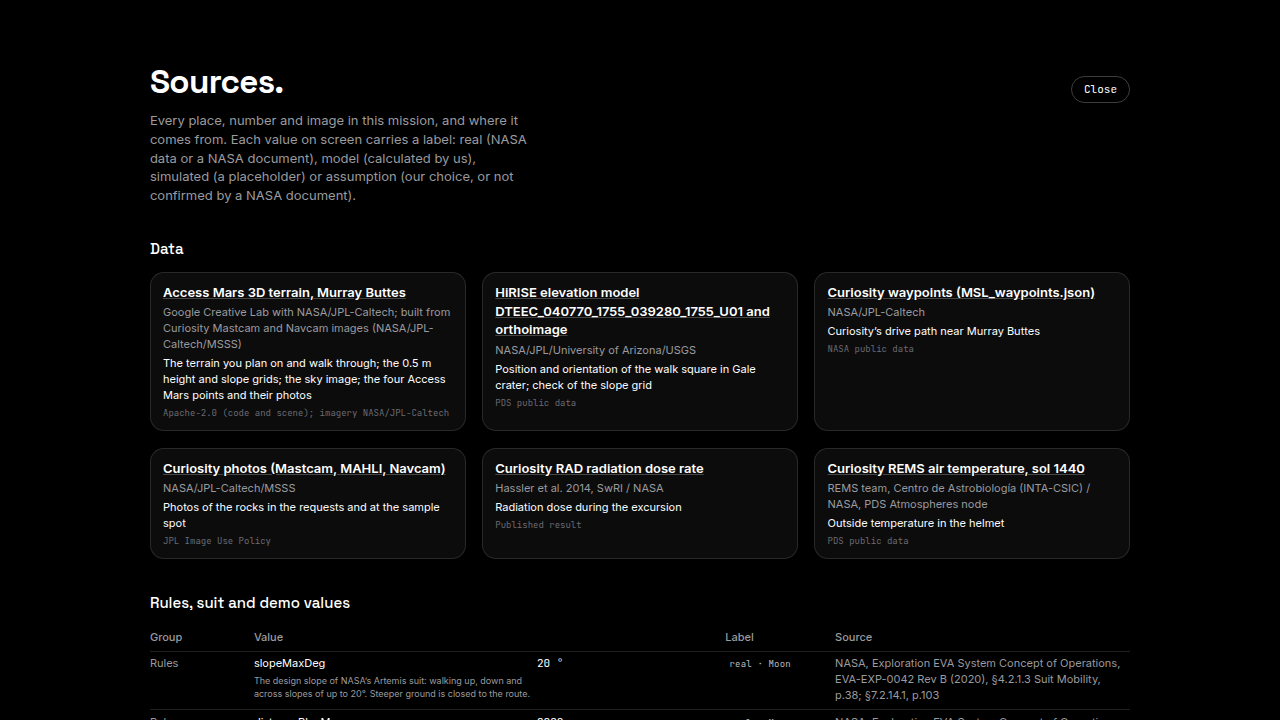 Sources.
Close
Every place, number and image in this mission, and where it
comes from. Each value on screen carries a label: real (NASA
data or a NASA document), model (calculated by us),
simulated (a placeholder) or assumption (our choice, or not
confirmed by a NASA document).
Data
Access Mars 3D terrain, Murray Buttes
Google Creative Lab with NASA/JPL-Caltech; built from
Curiosity Mastcam and Navcam images (NASA/JPL-
Caltech/MSSS)
The terrain you plan on and walk through; the 0.5 m
height and slope grids; the sky image; the four Access
Mars points and their photos
Apache-2.0 (code and scene); imagery NASA/JPL-Caltech
HiRISE elevation model
DTEEC_040770_1755_039280_1755_U01 and
orthoimage
NASA/JPL/University of Arizona/USGS
Position and orientation of the walk square in Gale
crater; check of the slope grid
PDS public data
Curiosity waypoints (MSL_waypoints.json)
NASA/JPL-Caltech
Curiosity's drive path near Murray Buttes
NASA public data
Curiosity photos (Mastcam, MAHLI, Navcam)
NASA/JPL-Caltech/MSSS
Photos of the rocks in the requests and at the sample
spot
JPL Image Use Policy
Curiosity RAD radiation dose rate
Hassler et al. 2014, SwRI / NASA
Radiation dose during the excursion
Published result
Curiosity REMS air temperature, sol 1440
REMS team, Centro de Astrobiología (INTA-CSIC) /
NASA, PDS Atmospheres node
Outside temperature in the helmet
PDS public data
Rules, suit and demo values
Group Value Label Source
Rules slopeMaxDeg 20 ° real · Moon NASA, Exploration EVA System Concept of Operations,
The design slope of NASA's Artemis suit: walking up, down and
across slopes of up to 20°. Steeper ground is closed to the route.
EVA-EXP-0042 Rev B (2020), §4.2.1.3 Suit Mobility,
p.38; §7.2.14.1, p.103